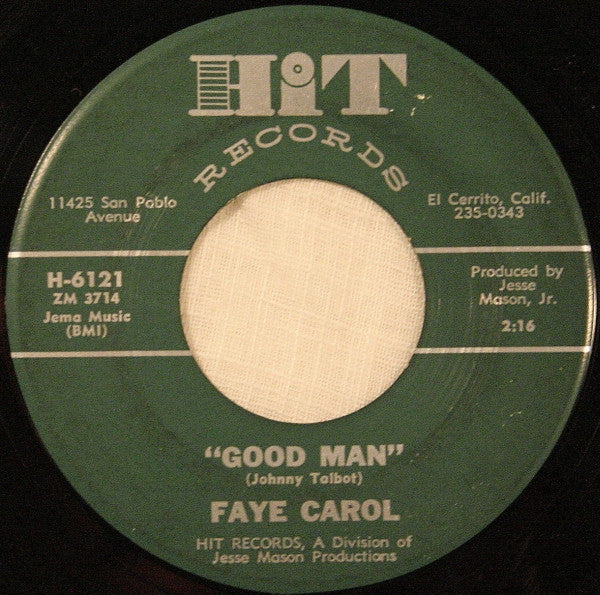 HiT
RECORDS
11425 San Pablo
Avenue
El Cerrito, Calif.
235-0343
H-6121
ZM 3714
Jema Music
(BMI)
Produced by
Jesse
Mason, Jr.
2:16
"GOOD MAN"
(Johnny Talbot)
FAYE CAROL
HIT RECORDS, A Division of
Jesse Mason Productions